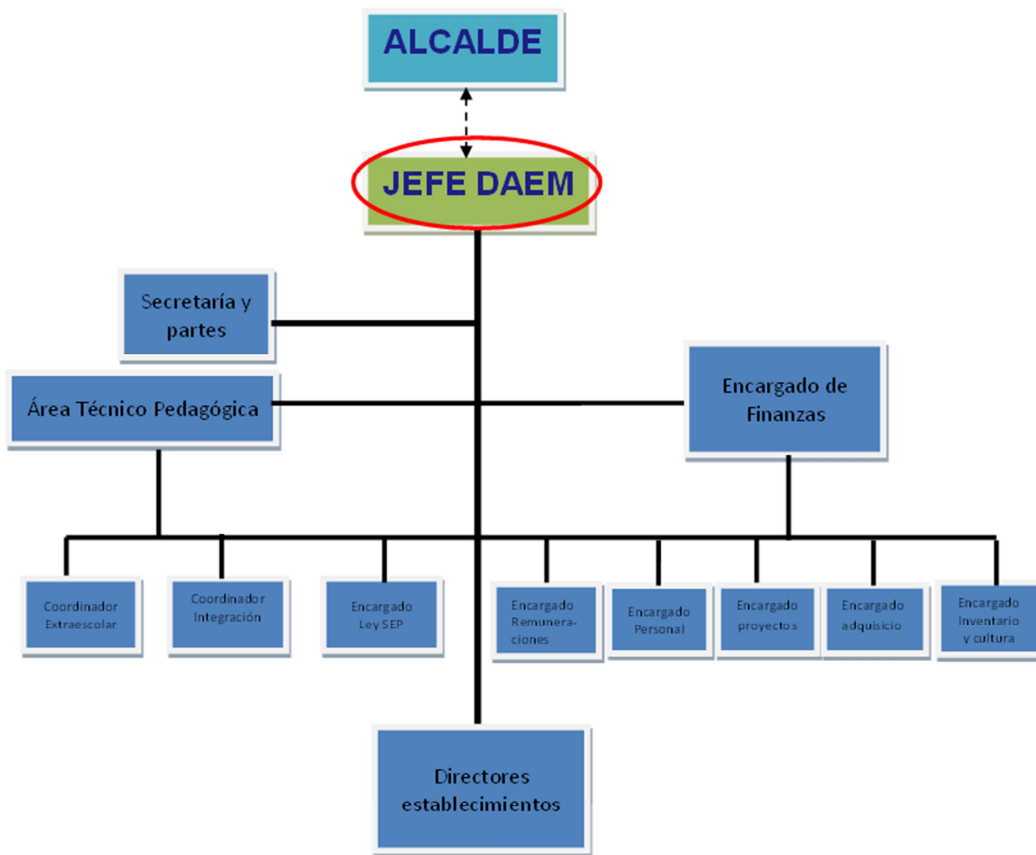 ALCALDE
JEFE DAEM
Secretaría y
partes
Área Técnico Pedagógica
Encargado de
Finanzas
Coordinador
Extraescolar
Coordinador
Integración
Encargado
Ley SEP
Encargado
Remunera-
ciones
Encargado
Personal
Encargado
proyectos
Encargado
adquisicio
Encargado
Inventario
y cultura
Directores
establecimientos